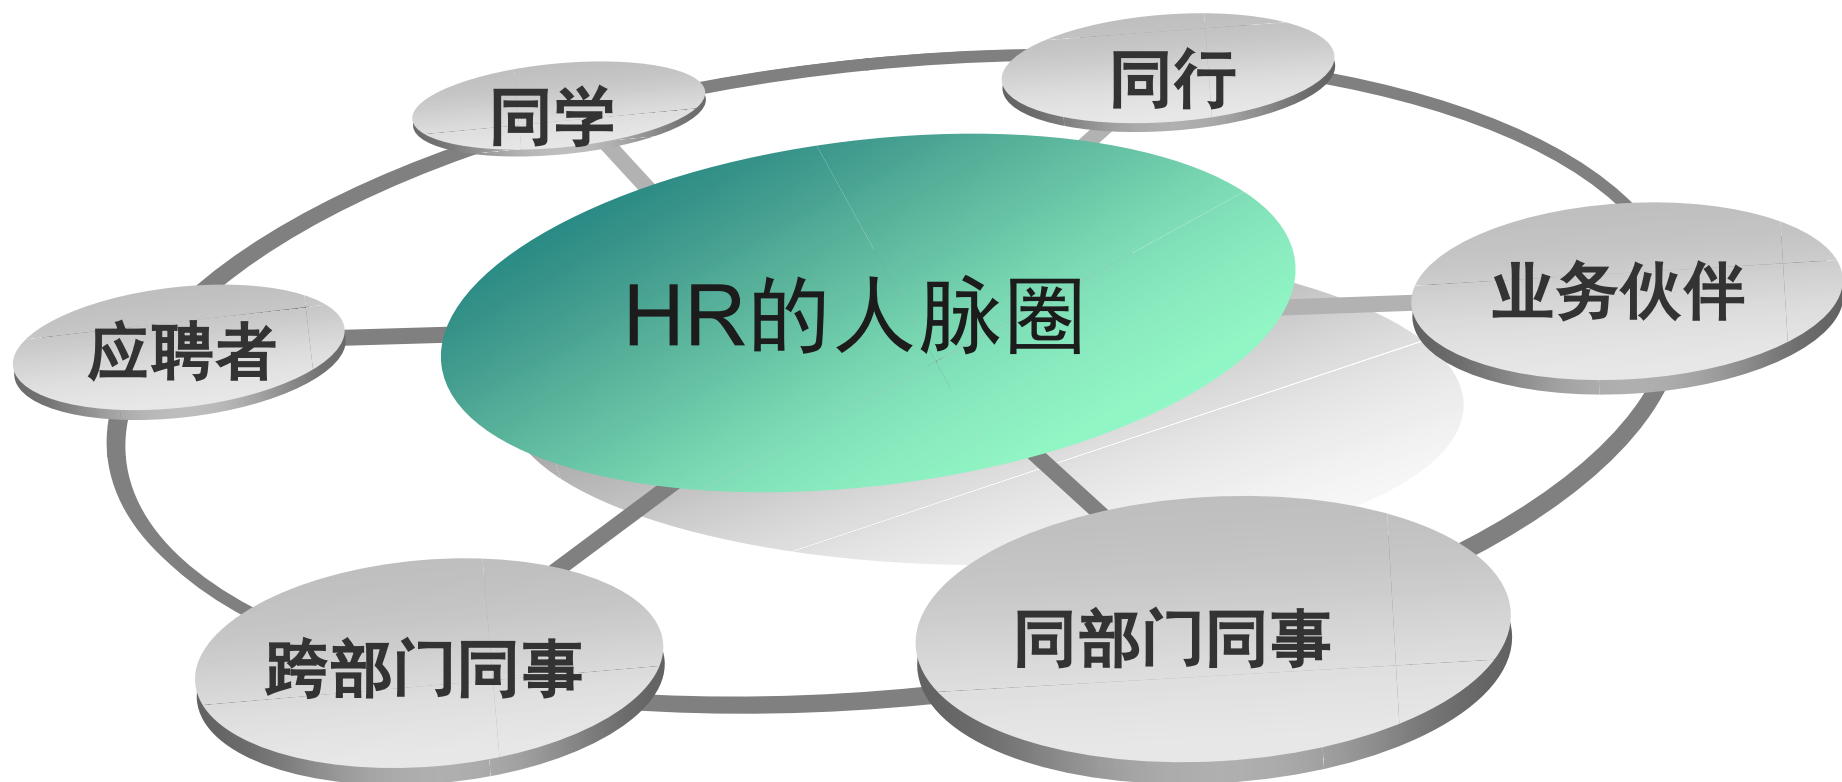 同行
同学
HR的人脉圈
业务伙伴
应聘者
同部门同事
跨部门同事